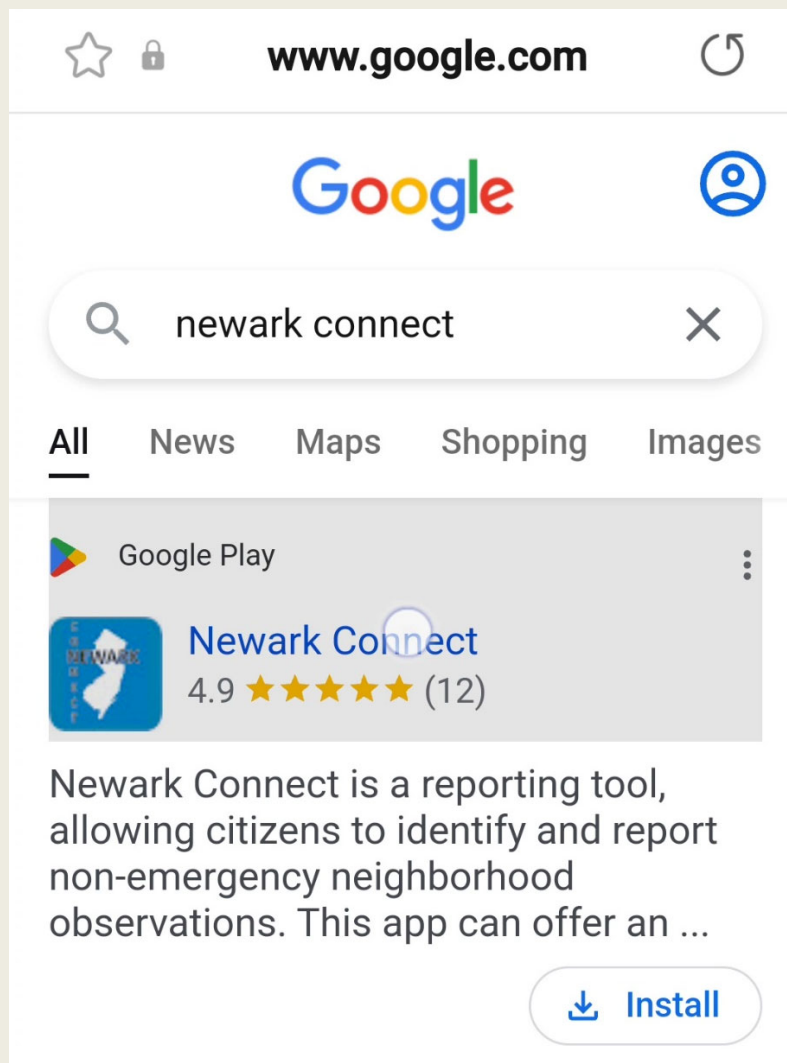 www.google.com
Google
newark connect
All News Maps Shopping Images
Google Play
NEWARK
Newark Connect
4.9 ★★★★★ (12)
Newark Connect is a reporting tool,
allowing citizens to identify and report
non-emergency neighborhood
observations. This app can offer an ...
Install